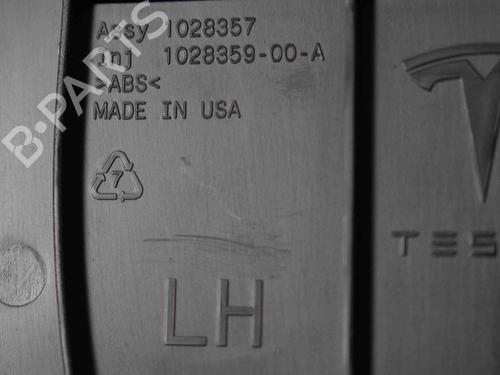 Assy 1028357
Inj 1028359-00-A
>ABS<
MADE IN USA
7
TES
LH
B-PARTS